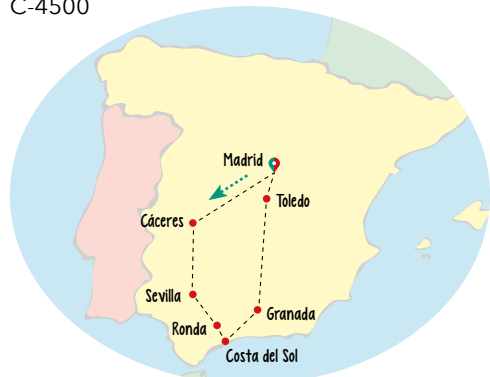 C-4500
Madrid
Toledo
Cáceres
Sevilla
Granada
Ronda
Costa del Sol